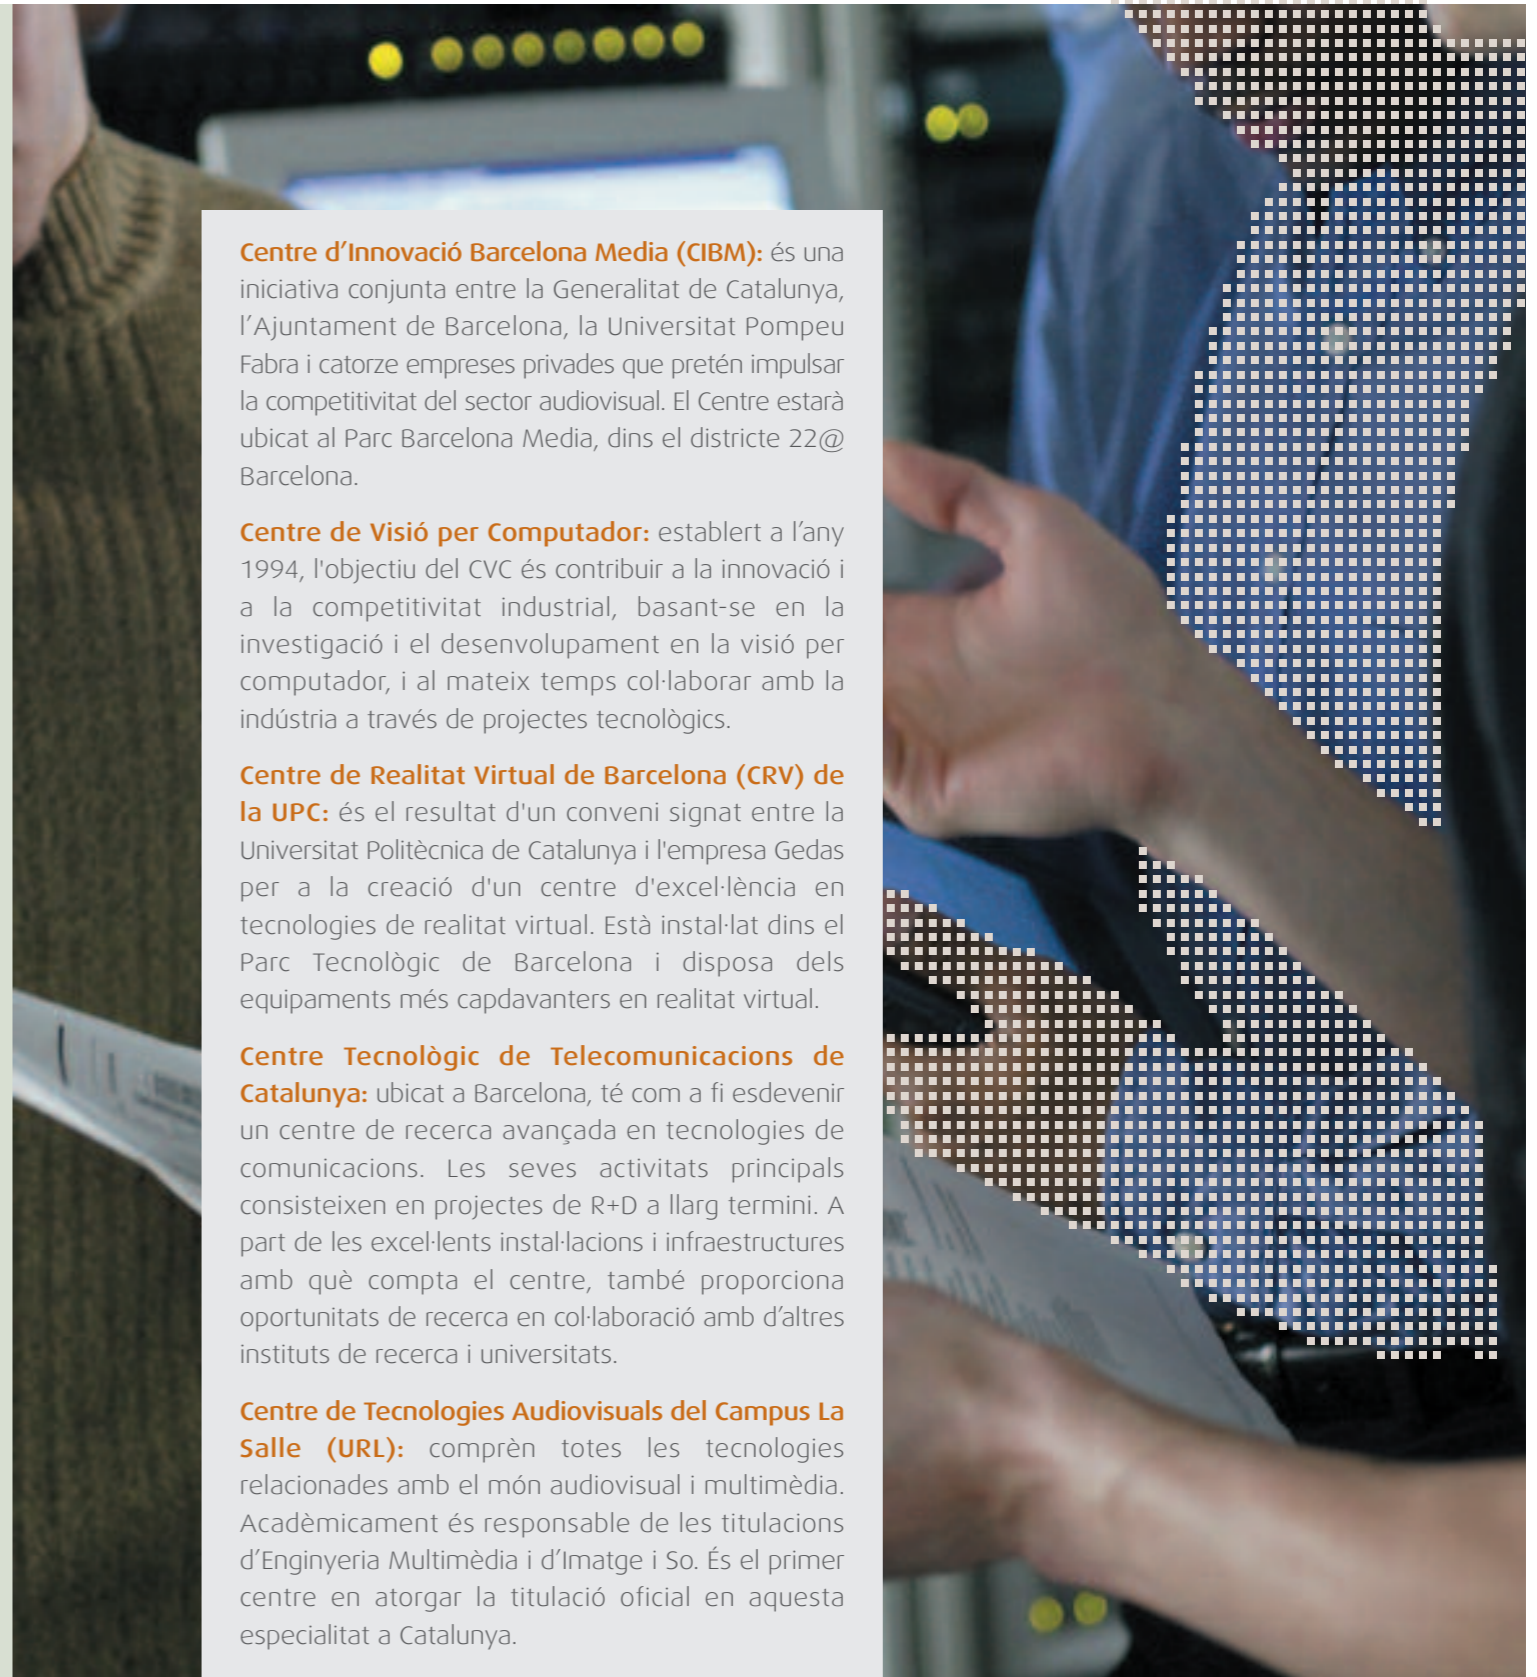 Centre d’Innovació Barcelona Media (CIBM): és una
iniciativa conjunta entre la Generalitat de Catalunya,
l’Ajuntament de Barcelona, la Universitat Pompeu
Fabra i catorze empreses privades que pretén impulsar
la competitivitat del sector audiovisual. El Centre estarà
ubicat al Parc Barcelona Media, dins el districte 22@
Barcelona.
Centre de Visió per Computador: establert a l’any
1994, l'objectiu del CVC és contribuir a la innovació i
a la competitivitat industrial, basant-se en la
investigació i el desenvolupament en la visió per
computador, i al mateix temps col·laborar amb la
indústria a través de projectes tecnològics.
Centre de Realitat Virtual de Barcelona (CRV) de
la UPC: és el resultat d'un conveni signat entre la
Universitat Politècnica de Catalunya i l'empresa Gedas
per a la creació d'un centre d'excel·lència en
tecnologies de realitat virtual. Està instal·lat dins el
Parc Tecnològic de Barcelona i disposa dels
equipaments més capdavanters en realitat virtual.
Centre Tecnològic de Telecomunicacions de
Catalunya: ubicat a Barcelona, té com a fi esdevenir
un centre de recerca avançada en tecnologies de
comunicacions. Les seves activitats principals
consisteixen en projectes de R+D a llarg termini. A
part de les excel·lents instal·lacions i infraestructures
amb què compta el centre, també proporciona
oportunitats de recerca en col·laboració amb d’altres
instituts de recerca i universitats.
Centre de Tecnologies Audiovisuals del Campus La
Salle (URL): comprèn totes les tecnologies
relacionades amb el món audiovisual i multimèdia.
Acadèmicament és responsable de les titulacions
d’Enginyeria Multimèdia i d’Imatge i So. És el primer
centre en atorgar la titulació oficial en aquesta
especialitat a Catalunya.